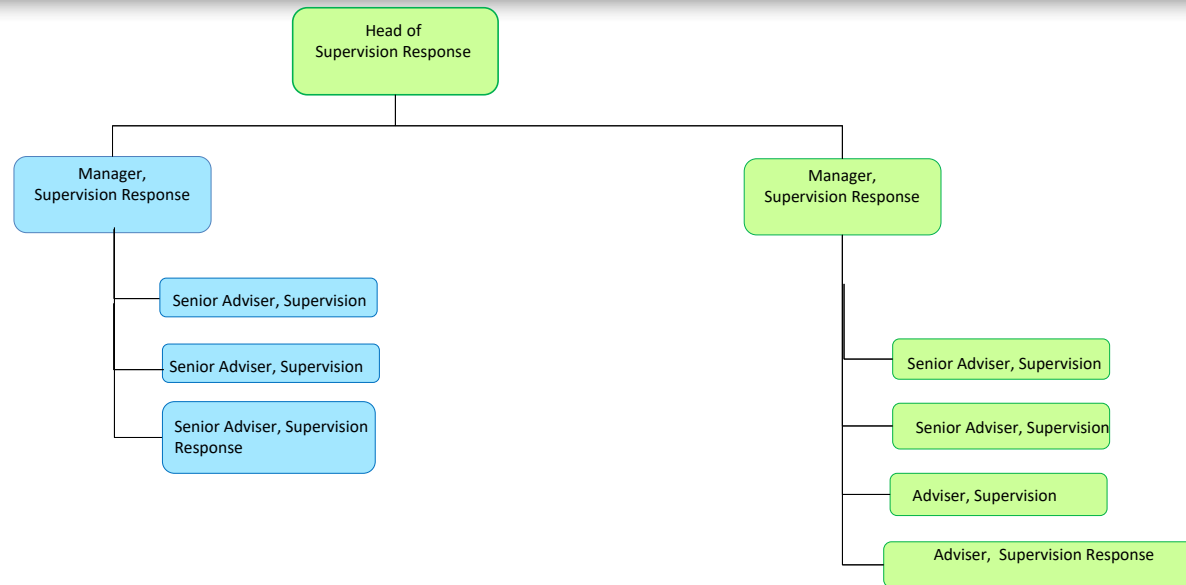 Head of
Supervision Response
Manager,
Supervision Response
Senior Adviser, Supervision
Senior Adviser, Supervision
Senior Adviser, Supervision
Response
Manager,
Supervision Response
Senior Adviser, Supervision
Senior Adviser, Supervision
Adviser, Supervision
Adviser, Supervision Response